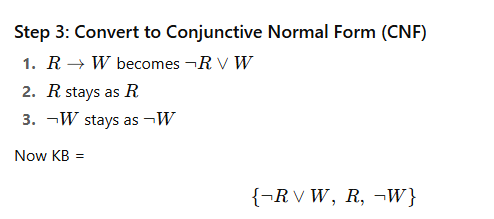 Step 3: Convert to Conjunctive Normal Form (CNF)
1. R → W becomes ¬R ∨ W
2. R stays as R
3. ¬W stays as ¬W
Now KB =
{¬R ∨ W, R, ¬W}